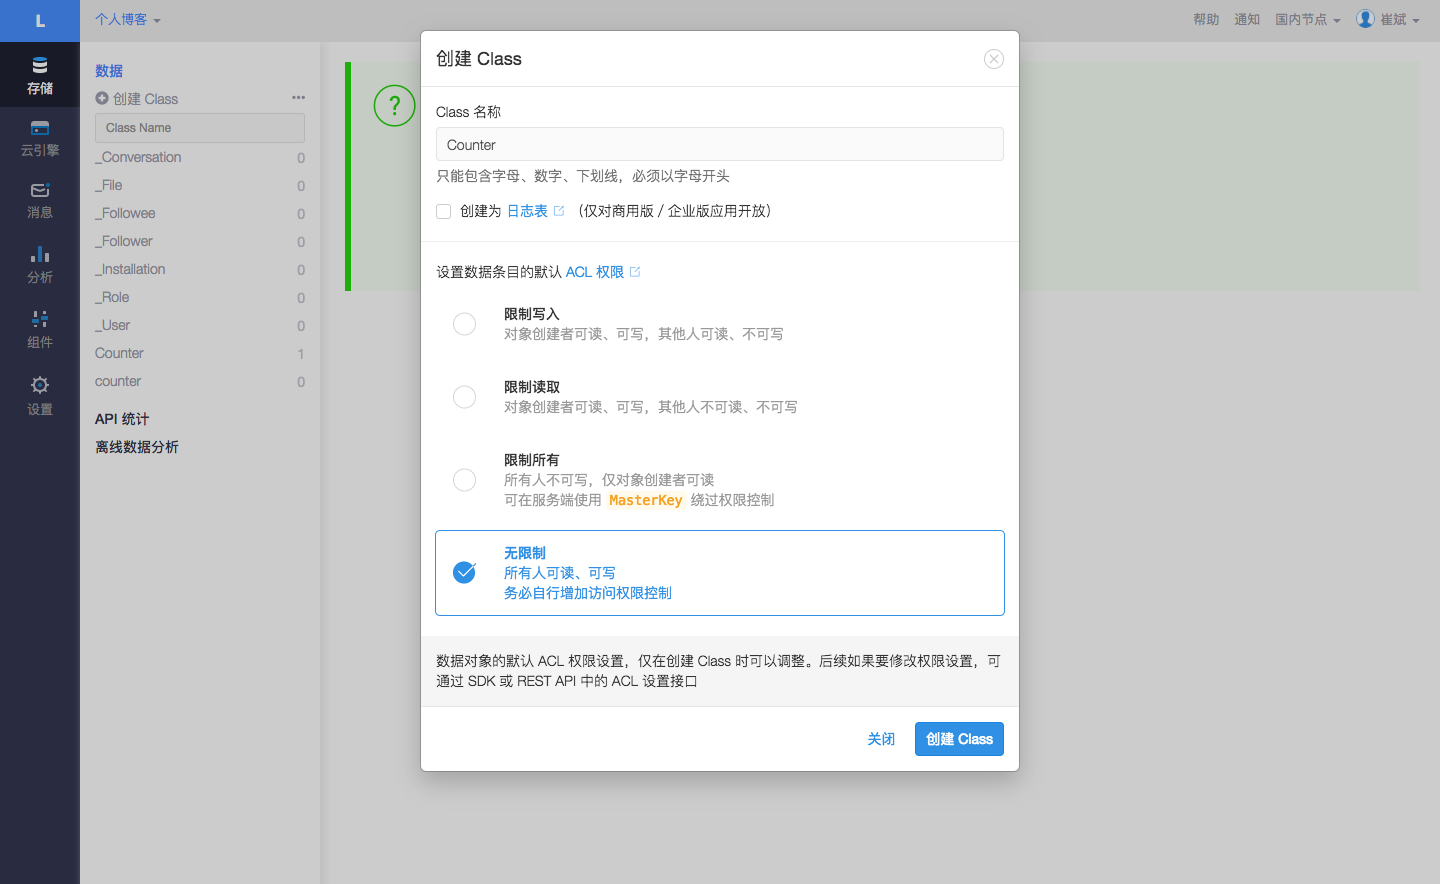 L
个人博客
帮助 通知 国内节点 崔斌
存储
云引擎
消息
分析
组件
设置
数据
创建 Class
Class Name
_Conversation 0
_File 0
_Followee 0
_Follower 0
_Installation 0
_Role 0
_User 0
Counter 1
counter 0
API 统计
离线数据分析
?
创建 Class
Class 名称
Counter
只能包含字母、数字、下划线，必须以字母开头
创建为 日志表 （仅对商用版 / 企业版应用开放）
设置数据条目的默认 ACL 权限
限制写入
对象创建者可读、可写，其他人可读、不可写
限制读取
对象创建者可读、可写，其他人不可读、不可写
限制所有
所有人不可写，仅对象创建者可读
可在服务端使用 MasterKey 绕过权限控制
无限制
所有人可读、可写
务必自行增加访问权限控制
数据对象的默认 ACL 权限设置，仅在创建 Class 时可以调整。后续如果要修改权限设置，可
通过 SDK 或 REST API 中的 ACL 设置接口
关闭 创建 Class